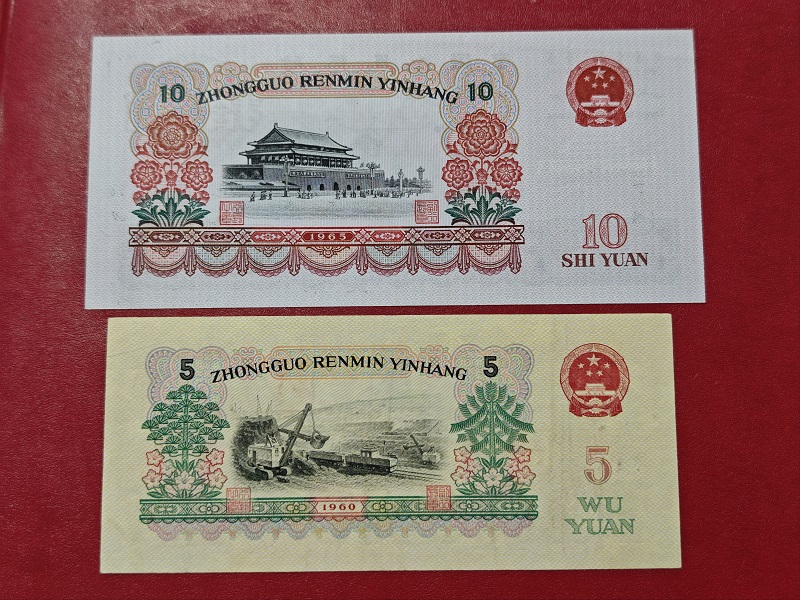 10 ZHONGGUO RENMIN YINHANG 10
1965
10
SHI YUAN
5 ZHONGGUO RENMIN YINHANG 5
1960
5
WU
YUAN